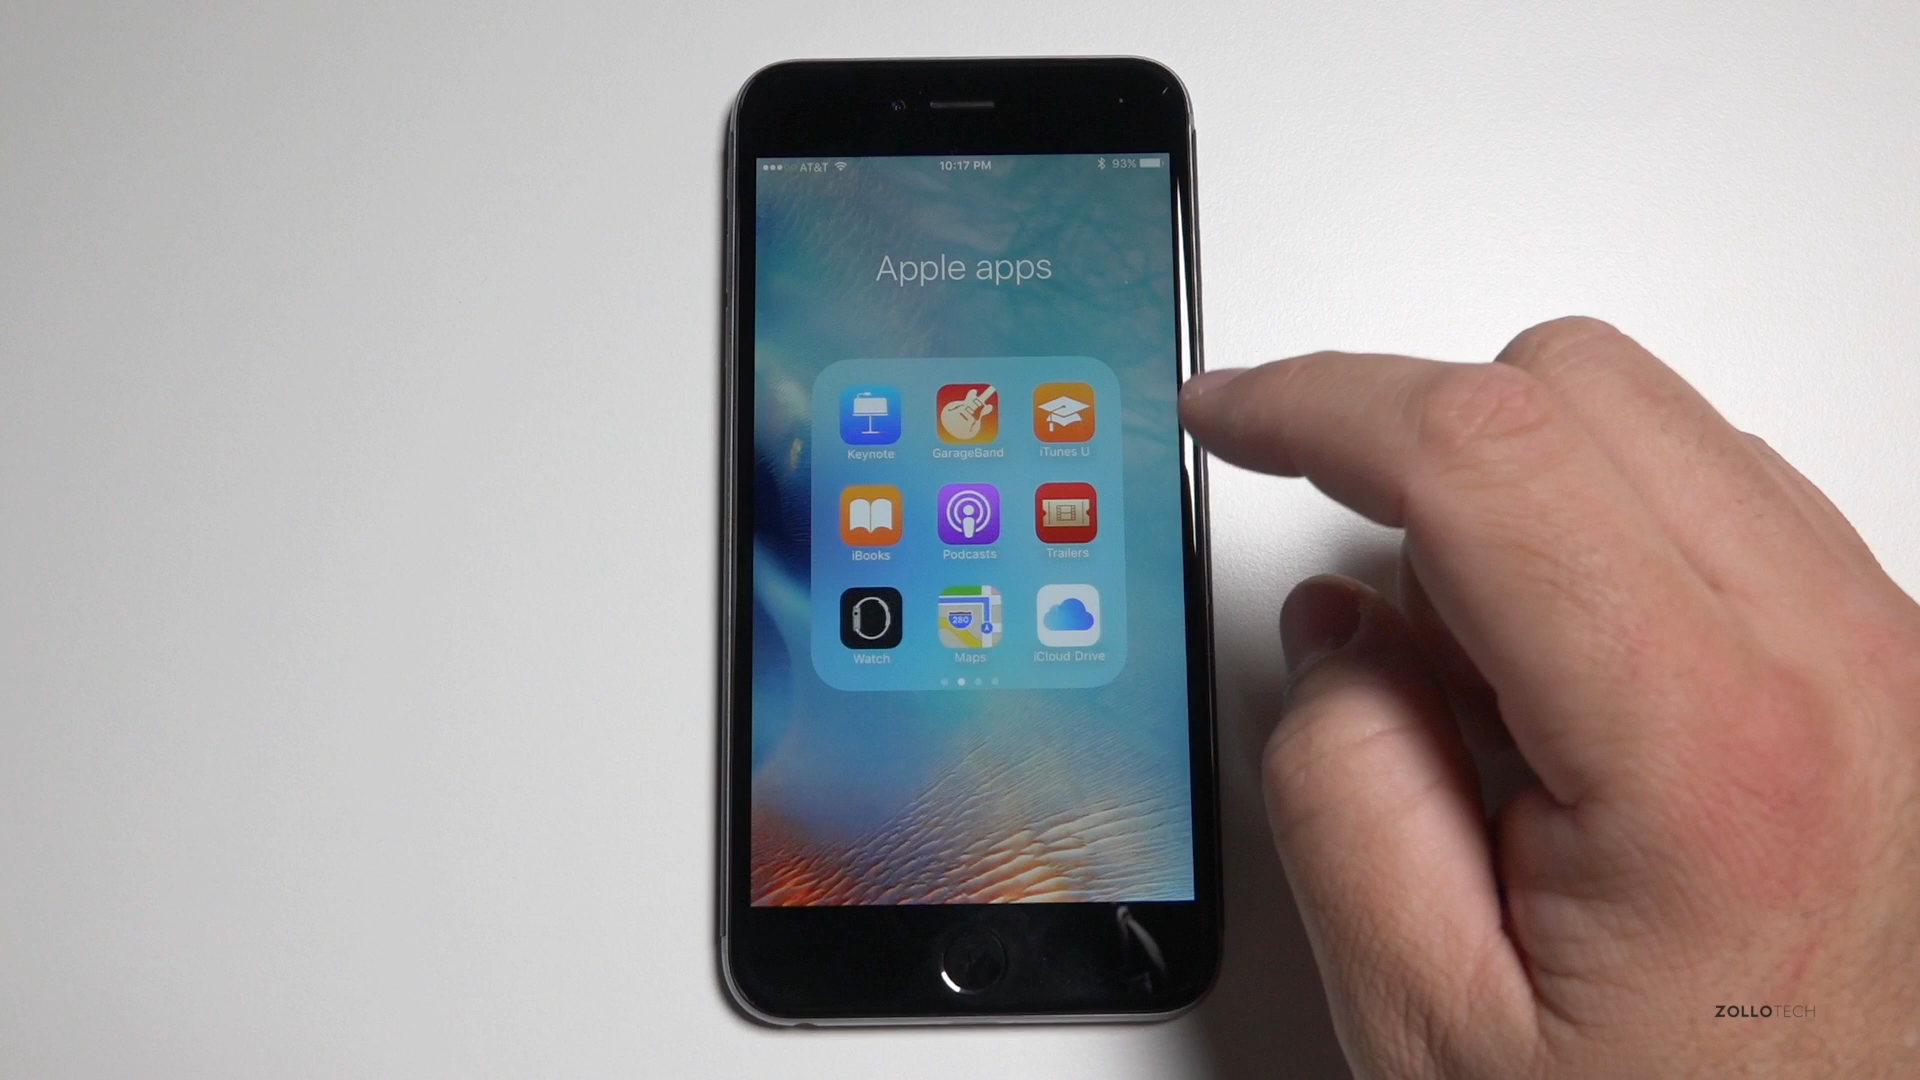 AT&T 10:17 PM 93%
Apple apps
Keynote GarageBand iTunes U
iBooks Podcasts Trailers
280
Watch Maps iCloud Drive
ZOLLOTECH